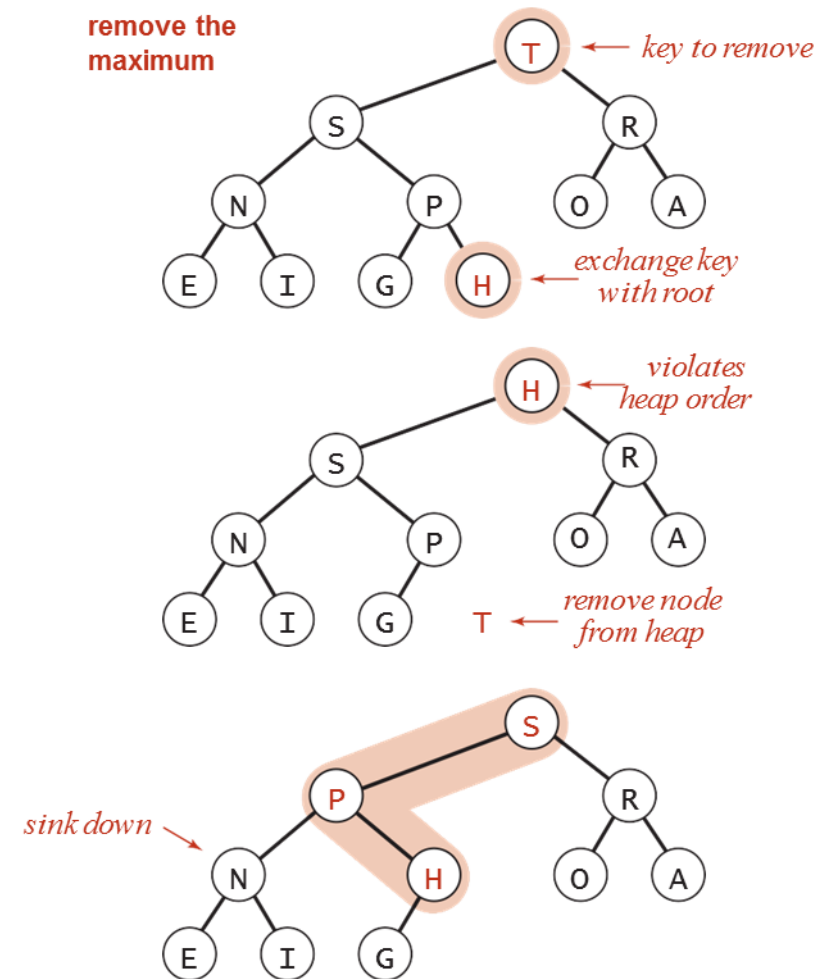 remove the
maximum
T
key to remove
S
R
N
P
O
A
E
I
G
H
exchange key
with root
H
violates
heap order
S
R
N
P
O
A
E
I
G
T
remove node
from heap
S
P
R
sink down
N
H
O
A
E
I
G